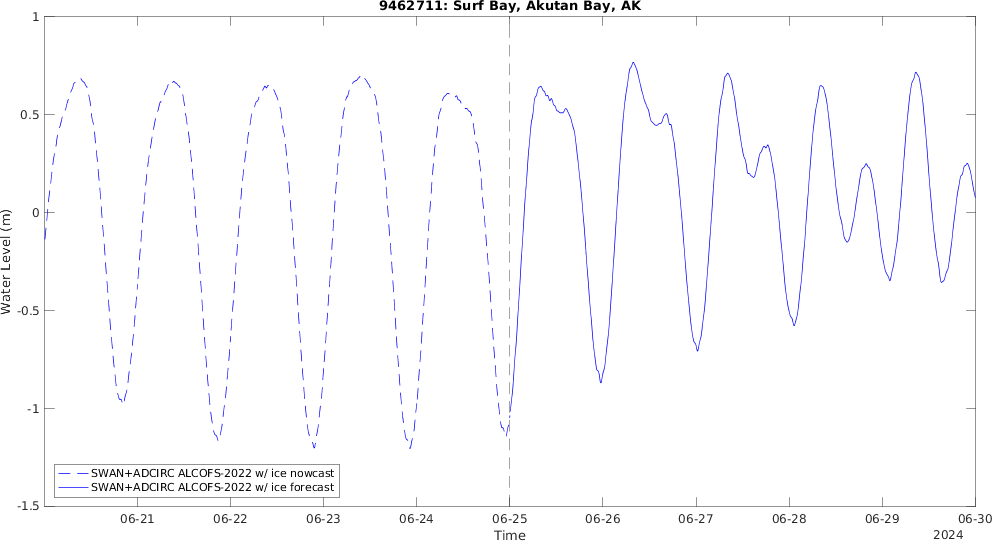 9462711: Surf Bay, Akutan Bay, AK
Water Level (m)
1
0.5
0
-0.5
-1
-1.5
SWAN+ADCIRC ALCOFS-2022 w/ ice nowcast
SWAN+ADCIRC ALCOFS-2022 w/ ice forecast
06-21 06-22 06-23 06-24 06-25 06-26 06-27 06-28 06-29 06-30
Time
2024